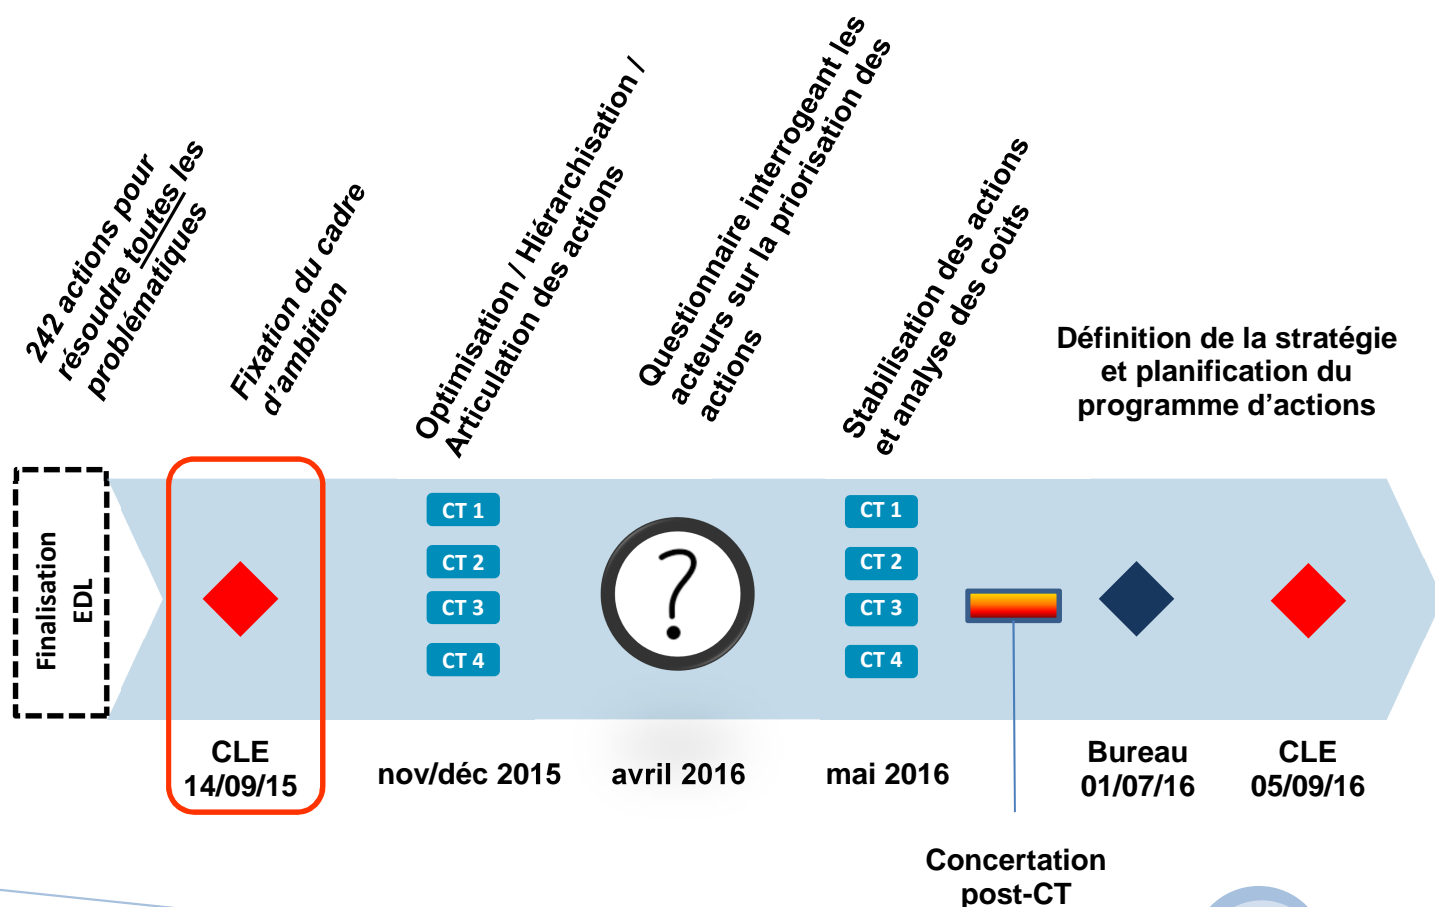 242 actions pour
résoudre toutes les
problématiques
Fixation du cadre
d’ambition
Optimisation / Hiérarchisation /
Articulation des actions
Questionnaire interrogeant les
acteurs sur la priorisation des
actions
Stabilisation des actions
et analyse des coûts
Définition de la stratégie
et planification du
programme d’actions
Finalisation
EDL
CT 1
CT 2
CT 3
CT 4
?
CT 1
CT 2
CT 3
CT 4
CLE
14/09/15
nov/déc 2015
avril 2016
mai 2016
Bureau
01/07/16
CLE
05/09/16
Concertation
post-CT